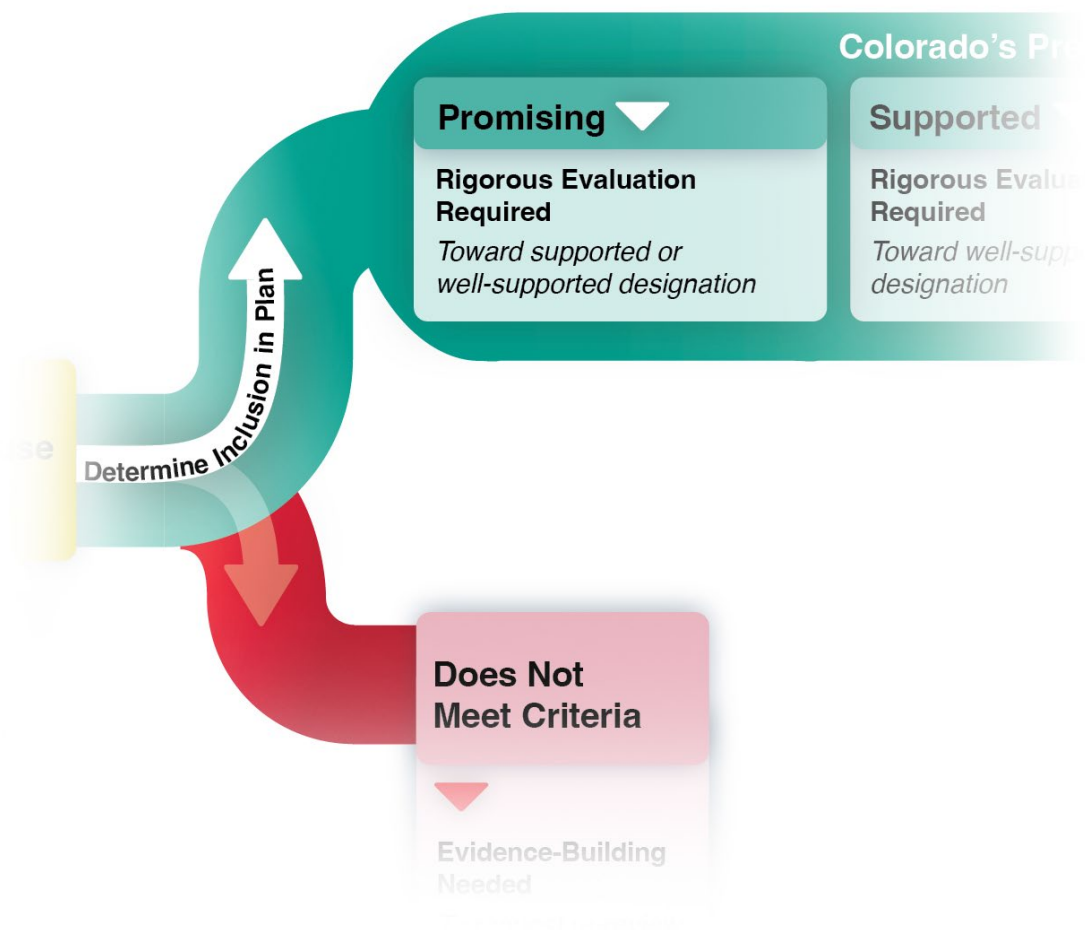 Colorado's Pr
Promising
Supported
Rigorous Evaluation
Required
Toward supported or
well-supported designation
Rigorous Evalu
Required
Toward well-supp
designation
Determine Inclusion in Plan
se
Does Not
Meet Criteria
Evidence-Building
Needed